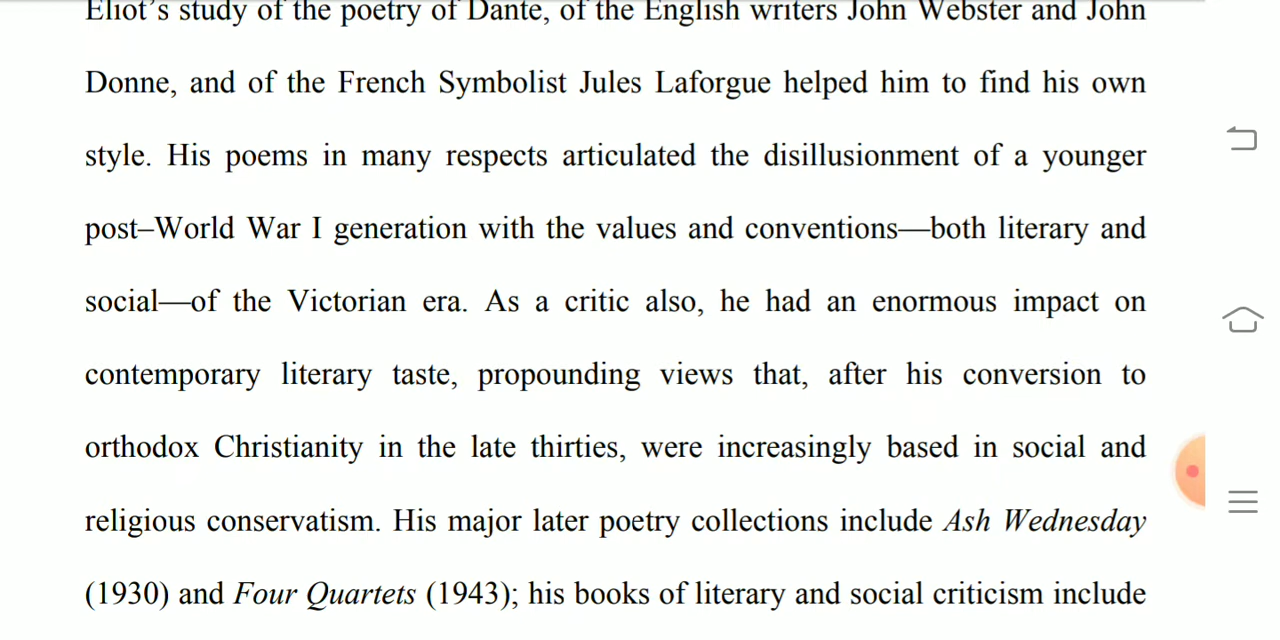 Eliot’s study of the poetry of Dante, of the English writers John Webster and John
Donne, and of the French Symbolist Jules Laforgue helped him to find his own
style. His poems in many respects articulated the disillusionment of a younger
post–World War I generation with the values and conventions—both literary and
social—of the Victorian era. As a critic also, he had an enormous impact on
contemporary literary taste, propounding views that, after his conversion to
orthodox Christianity in the late thirties, were increasingly based in social and
religious conservatism. His major later poetry collections include Ash Wednesday
(1930) and Four Quartets (1943); his books of literary and social criticism include